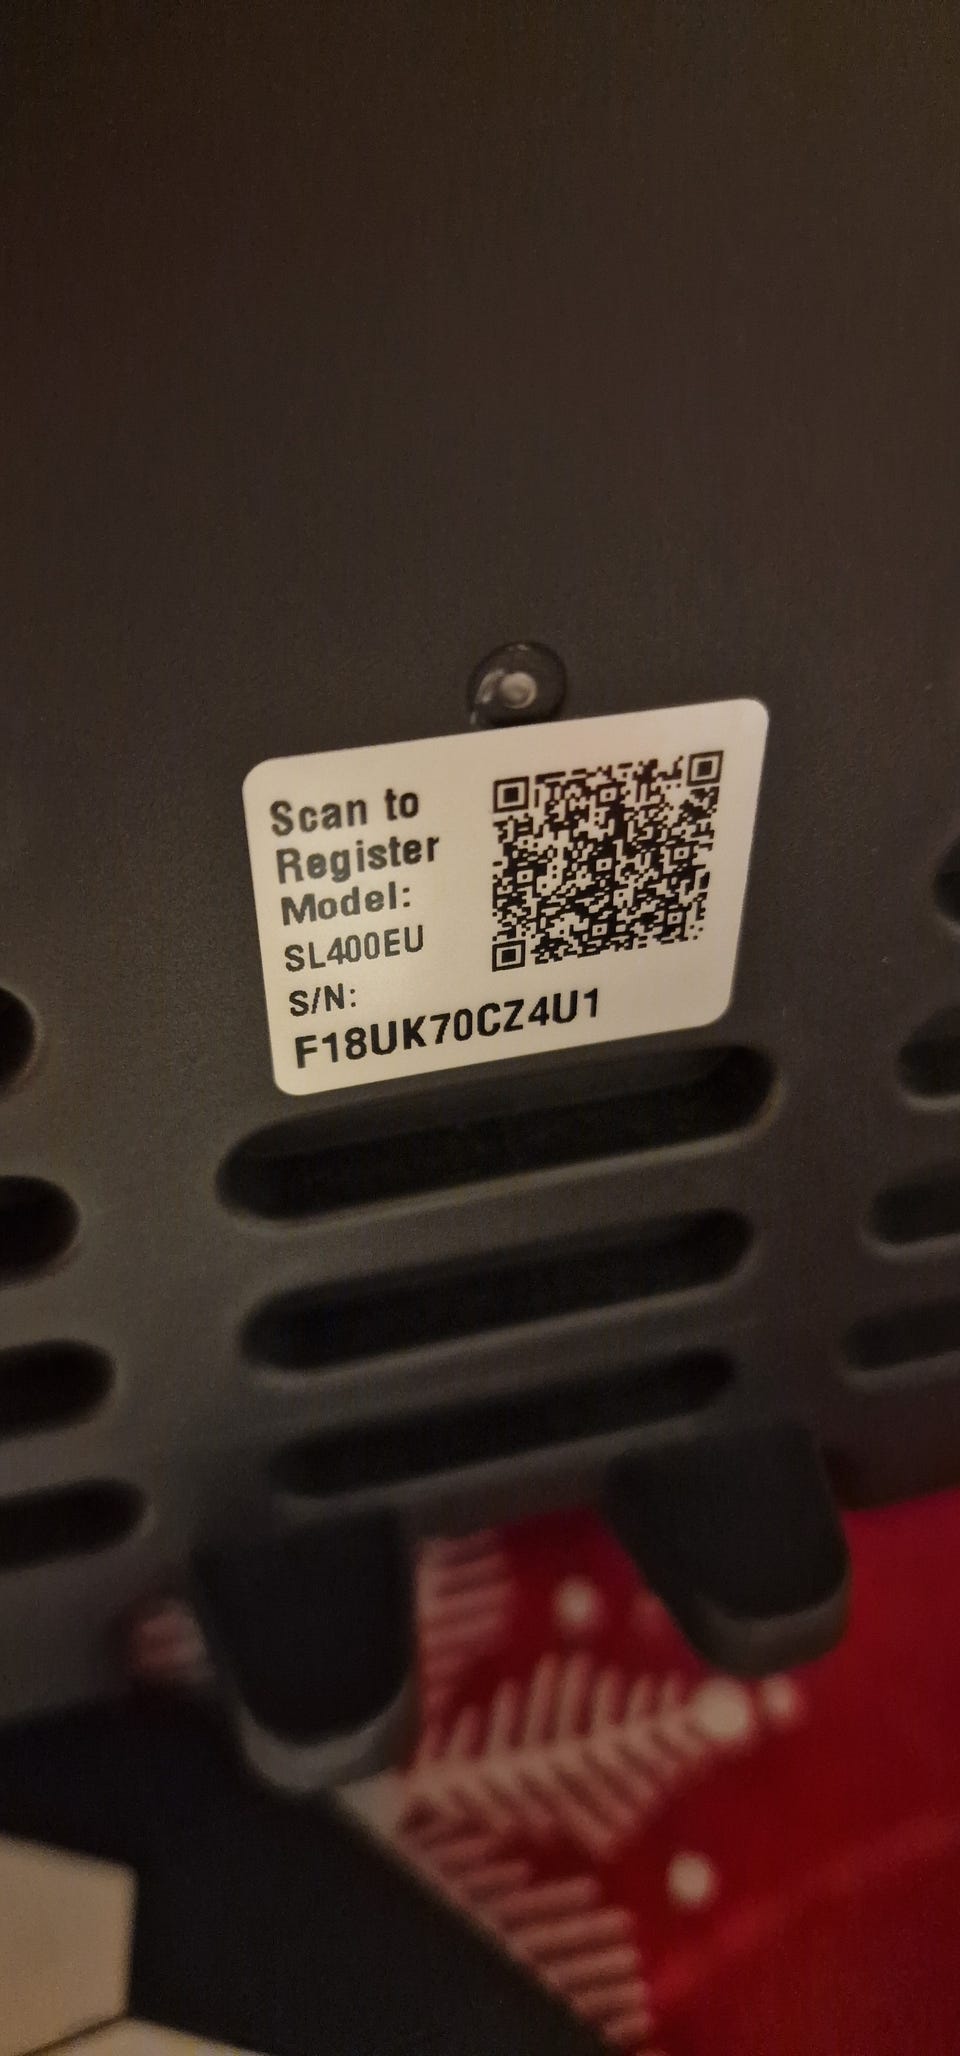 Scan to
Register
Model:
SL400EU
S/N:
F18UK70CZ4U1